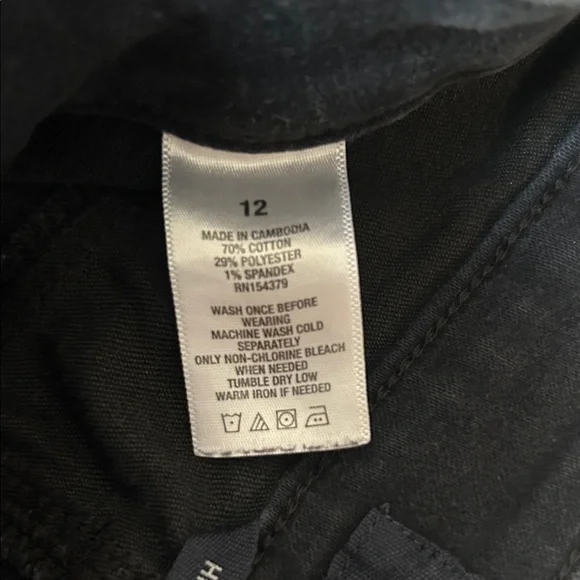 12
MADE IN CAMBODIA
70% COTTON
29% POLYESTER
1% SPANDEX
RN154379
WASH ONCE BEFORE
WEARING
MACHINE WASH COLD
SEPARATELY
ONLY NON-CHLORINE BLEACH
WHEN NEEDED
TUMBLE DRY LOW
WARM IRON IF NEEDED